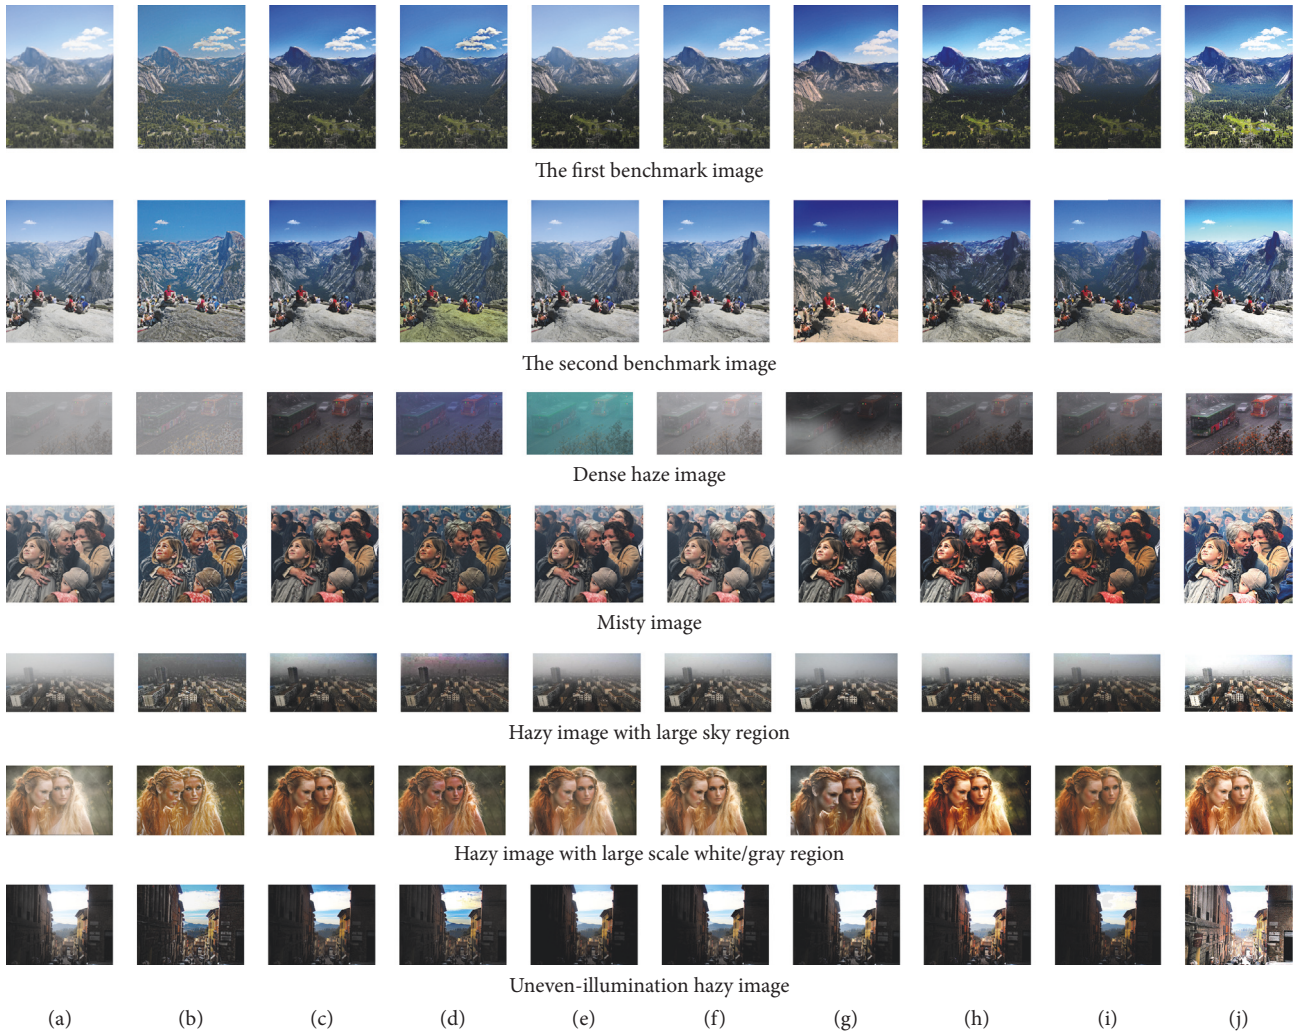 The first benchmark image
The second benchmark image
Dense haze image
Misty image
Hazy image with large sky region
Hazy image with large scale white/gray region
Uneven-illumination hazy image
(a) (b) (c) (d) (e) (f) (g) (h) (i) (j)